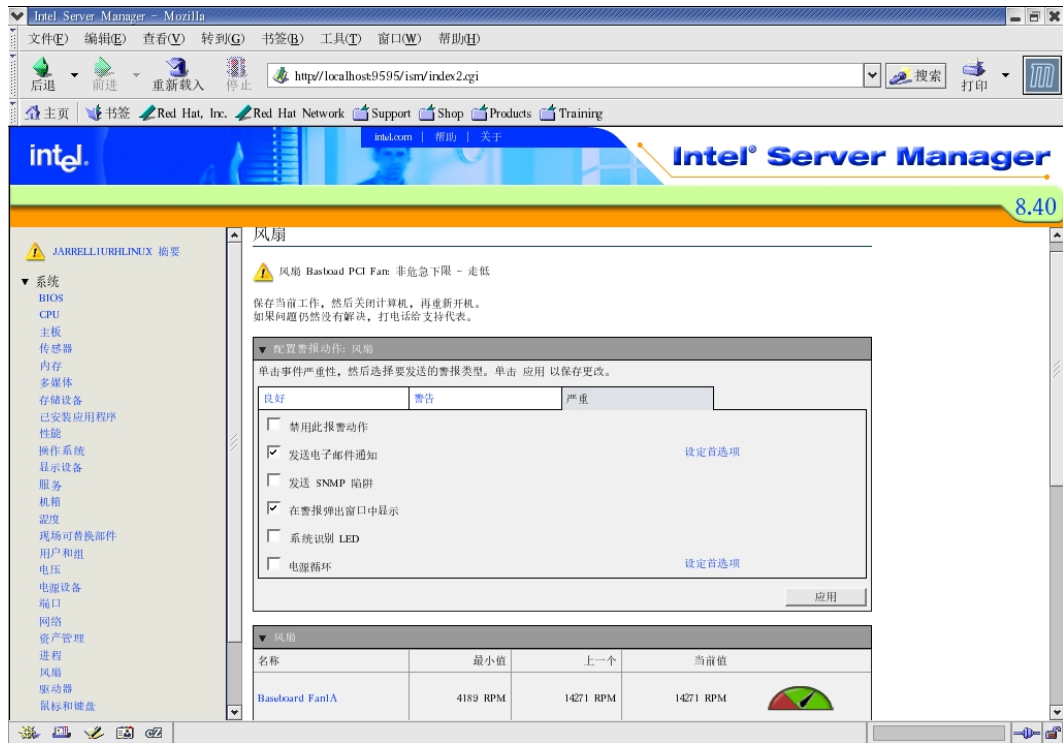 Intel Server Manager - Mozilla
文件(F) 编辑(E) 查看(V) 转到(G) 书签(B) 工具(T) 窗口(W) 帮助(H)
后退 前进 重新载入 停止 http://localhost:9595/ism/index2.cgi 搜索 打印
主页 书签 Red Hat, Inc. Red Hat Network Support Shop Products Training
intel.com | 帮助 | 关于
intel. Intel® Server Manager
8.40
JARRELL1URHLINUX 摘要
系统
BIOS
CPU
主板
传感器
内存
多媒体
存储设备
已安装应用程序
性能
操作系统
显示设备
服务
机箱
温度
现场可替换部件
用户和组
电压
电源设备
端口
网络
资产管理
进程
风扇
驱动器
鼠标和键盘
风扇
风扇 Basboad PCI Fan: 非危急下限 - 走低
保存当前工作，然后关闭计算机，再重新开机。
如果问题仍然没有解决，打电话给支持代表。
配置警报动作: 风扇
单击事件严重性，然后选择要发送的警报类型。单击 应用 以保存更改。
良好 警告 严重
禁用此报警动作
发送电子邮件通知 设定首选项
发送 SNMP 陷阱
在警报弹出窗口中显示
系统识别 LED
电源循环 设定首选项
应用
风扇
名称 最小值 上一个 当前值
Baseboard Fan1A 4189 RPM 14271 RPM 14271 RPM